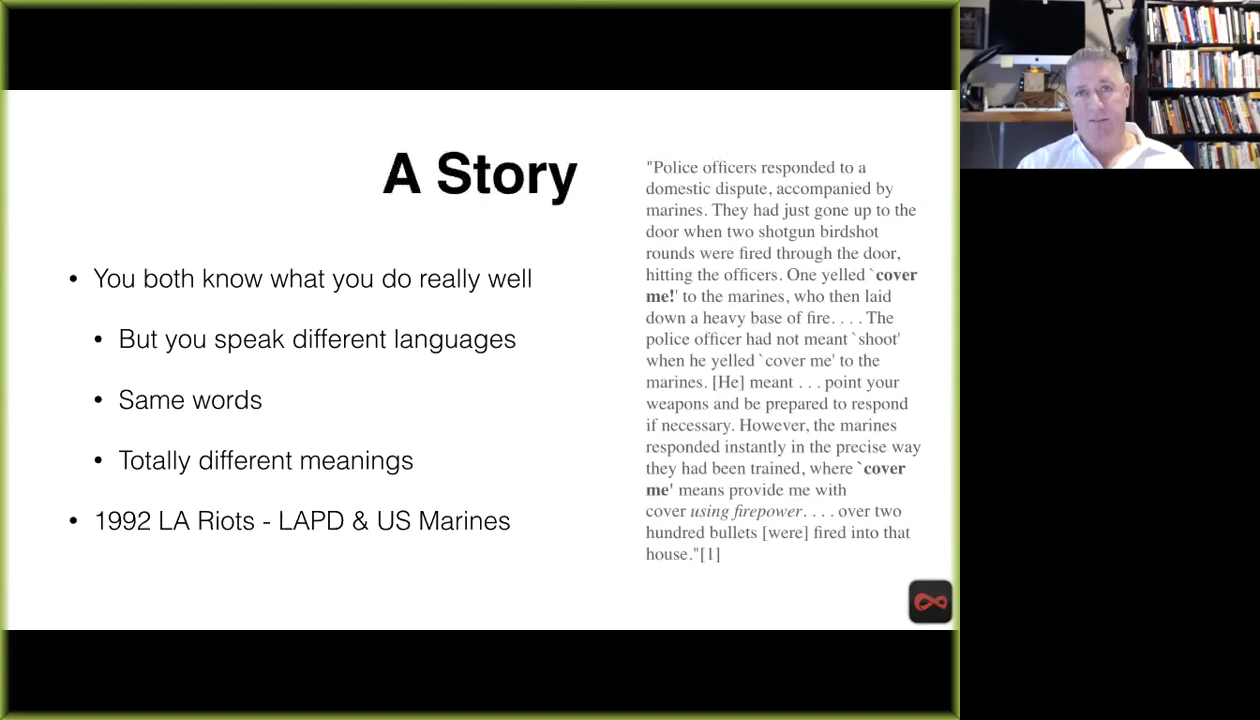 A Story
• You both know what you do really well
• But you speak different languages
• Same words
• Totally different meanings
• 1992 LA Riots - LAPD & US Marines
"Police officers responded to a
domestic dispute, accompanied by
marines. They had just gone up to the
door when two shotgun birdshot
rounds were fired through the door,
hitting the officers. One yelled `cover
me!' to the marines, who then laid
down a heavy base of fire. . . . The
police officer had not meant `shoot'
when he yelled `cover me' to the
marines. [He] meant . . . point your
weapons and be prepared to respond
if necessary. However, the marines
responded instantly in the precise way
they had been trained, where `cover
me' means provide me with
cover using firepower. . . . over two
hundred bullets [were] fired into that
house."[1]